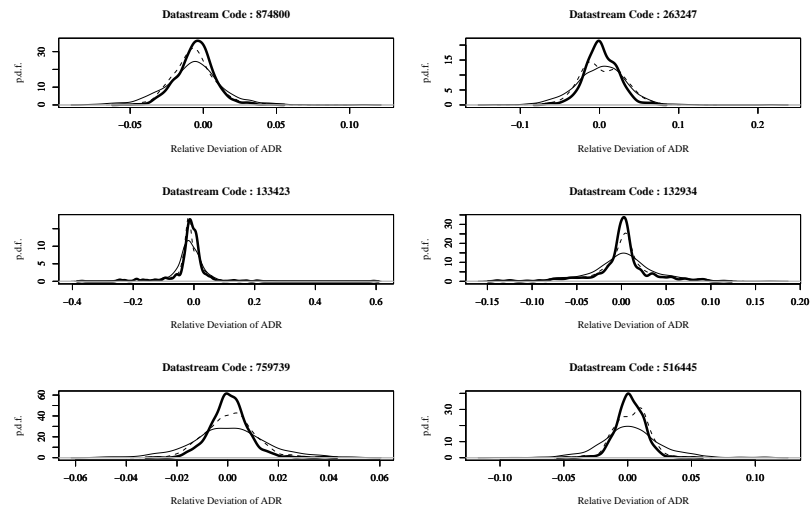 Datastream Code : 874800
p.d.f.
0 10 30
−0.05 0.00 0.05 0.10
Relative Deviation of ADR
Datastream Code : 263247
p.d.f.
0 5 15
−0.1 0.0 0.1 0.2
Relative Deviation of ADR
Datastream Code : 133423
p.d.f.
0 5 10
−0.4 −0.2 0.0 0.2 0.4 0.6
Relative Deviation of ADR
Datastream Code : 132934
p.d.f.
0 10 20 30
−0.15 −0.10 −0.05 0.00 0.05 0.10 0.15 0.20
Relative Deviation of ADR
Datastream Code : 759739
p.d.f.
0 20 40 60
−0.06 −0.04 −0.02 0.00 0.02 0.04 0.06
Relative Deviation of ADR
Datastream Code : 516445
p.d.f.
0 10 30
−0.10 −0.05 0.00 0.05 0.10
Relative Deviation of ADR